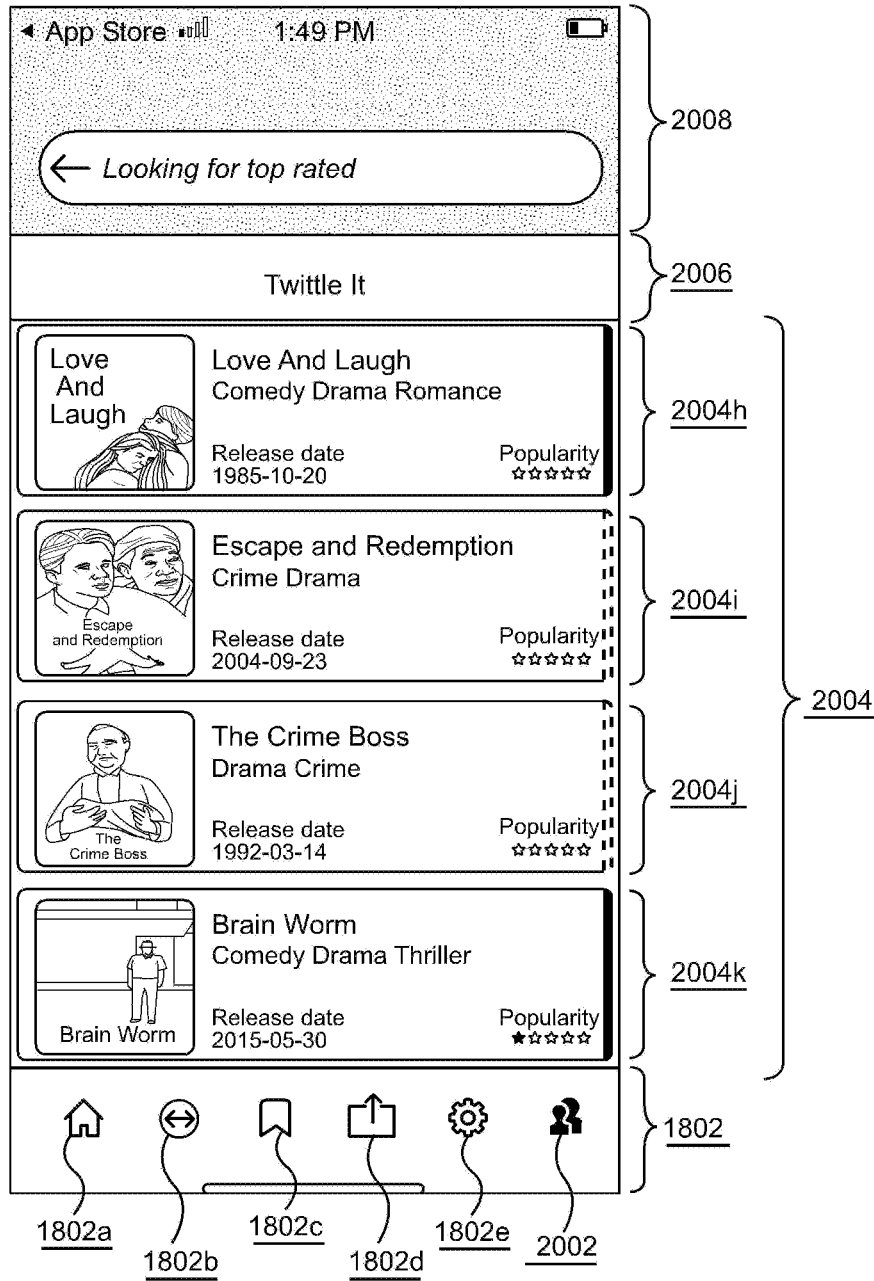 App Store 1:49 PM
2008
Looking for top rated
Twittle It
2006
Love
And
Laugh
Love And Laugh
Comedy Drama Romance
Release date
1985-10-20
Popularity
2004h
Escape
and Redemption
Escape and Redemption
Crime Drama
Release date
2004-09-23
Popularity
2004i
2004
The
Crime Boss
The Crime Boss
Drama Crime
Release date
1992-03-14
Popularity
2004j
Brain Worm
Brain Worm
Comedy Drama Thriller
Release date
2015-05-30
Popularity
2004k
1802
1802a
1802b
1802c
1802d
1802e
2002